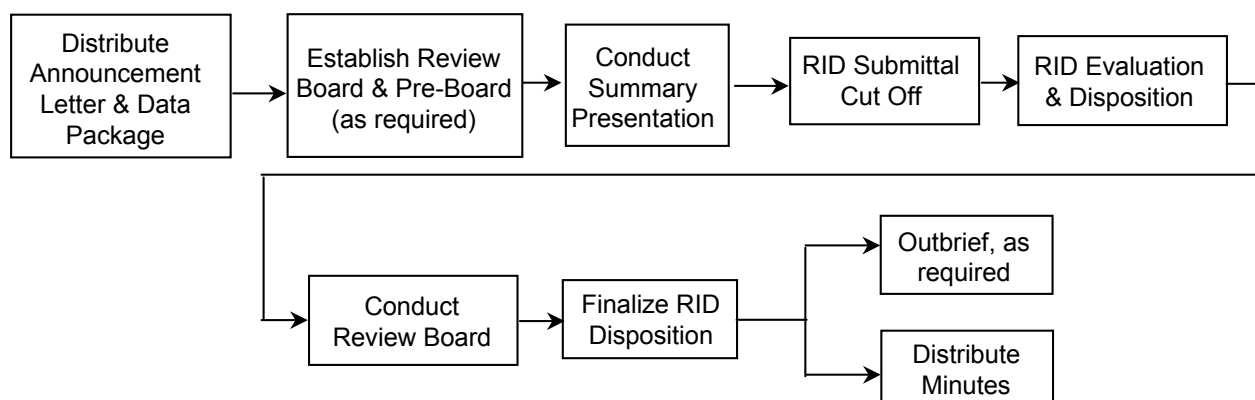 Distribute
Announcement
Letter & Data
Package
Establish Review
Board & Pre-Board
(as required)
Conduct
Summary
Presentation
RID Submittal
Cut Off
RID Evaluation
& Disposition
Conduct
Review Board
Finalize RID
Disposition
Outbrief, as
required
Distribute
Minutes